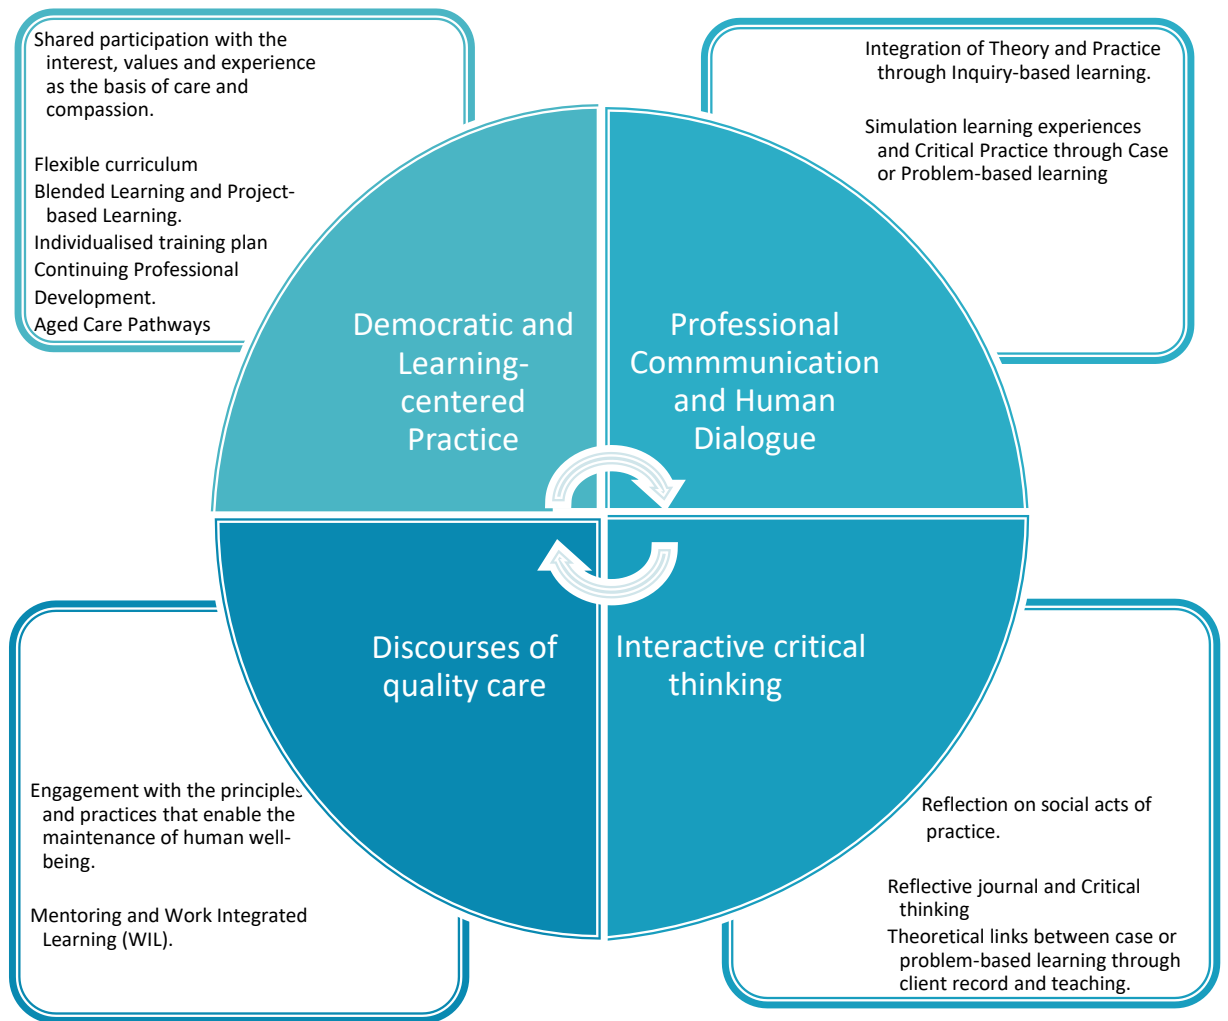 Shared participation with the
interest, values and experience
as the basis of care and
compassion.
Flexible curriculum
Blended Learning and Project-
based Learning.
Individualised training plan
Continuing Professional
Development.
Aged Care Pathways
Integration of Theory and Practice
through Inquiry-based learning.
Simulation learning experiences
and Critical Practice through Case
or Problem-based learning
Democratic and
Learning-
centered
Practice
Professional
Commmunication
and Human
Dialogue
Discourses of
quality care
Interactive critical
thinking
Engagement with the principles
and practices that enable the
maintenance of human well-
being.
Mentoring and Work Integrated
Learning (WIL).
Reflection on social acts of
practice.
Reflective journal and Critical
thinking
Theoretical links between case or
problem-based learning through
client record and teaching.